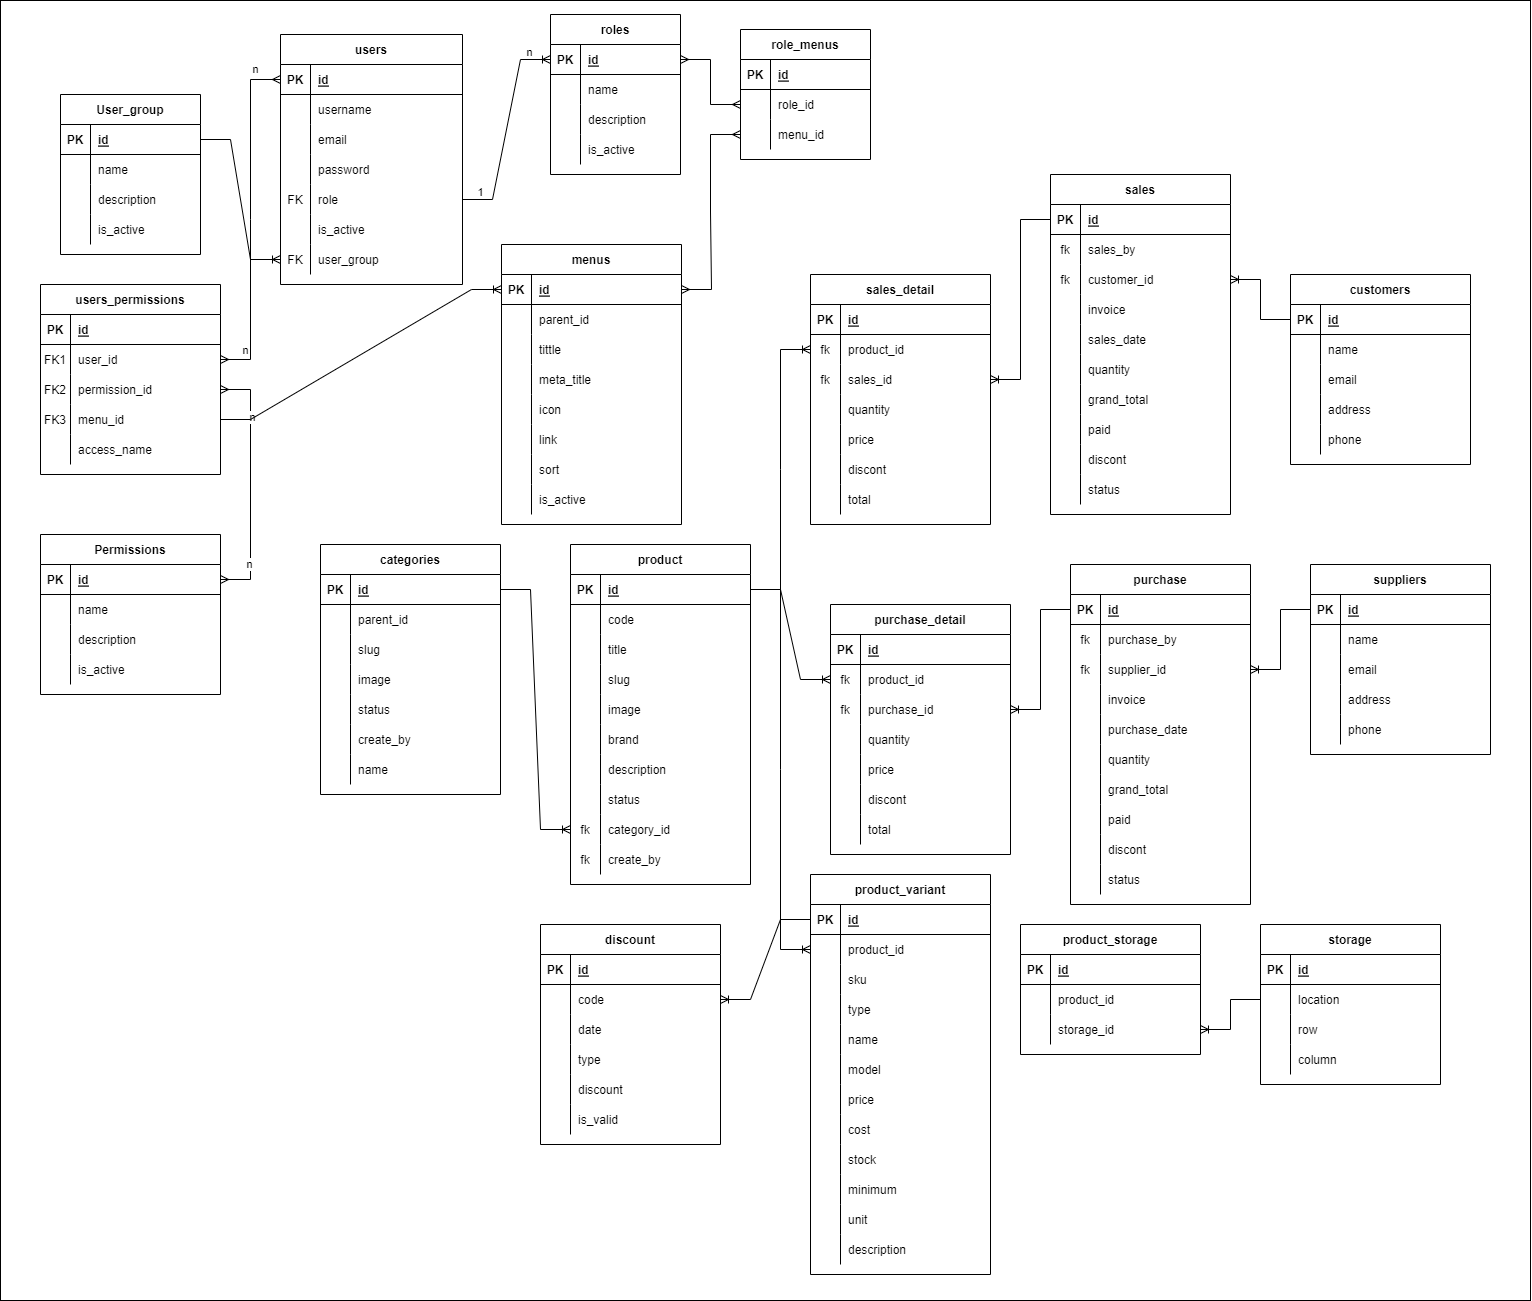 User_group
PK id
name
description
is_active
users
n
PK id
username
email
password
FK role
is_active
FK user_group
1
n
roles
PK id
name
description
is_active
role_menus
PK id
role_id
menu_id
users_permissions
PK id
FK1 user_id
n
FK2 permission_id
FK3 menu_id
n
access_name
menus
PK id
parent_id
tittle
meta_title
icon
link
sort
is_active
sales_detail
PK id
fk product_id
fk sales_id
quantity
price
discont
total
sales
PK id
fk sales_by
fk customer_id
invoice
sales_date
quantity
grand_total
paid
discont
status
customers
PK id
name
email
address
phone
Permissions
n
PK id
name
description
is_active
categories
PK id
parent_id
slug
image
status
create_by
name
product
PK id
code
title
slug
image
brand
description
status
fk category_id
fk create_by
purchase_detail
PK id
fk product_id
fk purchase_id
quantity
price
discont
total
purchase
PK id
fk purchase_by
fk supplier_id
invoice
purchase_date
quantity
grand_total
paid
discont
status
suppliers
PK id
name
email
address
phone
discount
PK id
code
date
type
discount
is_valid
product_variant
PK id
product_id
sku
type
name
model
price
cost
stock
minimum
unit
description
product_storage
PK id
product_id
storage_id
storage
PK id
location
row
column